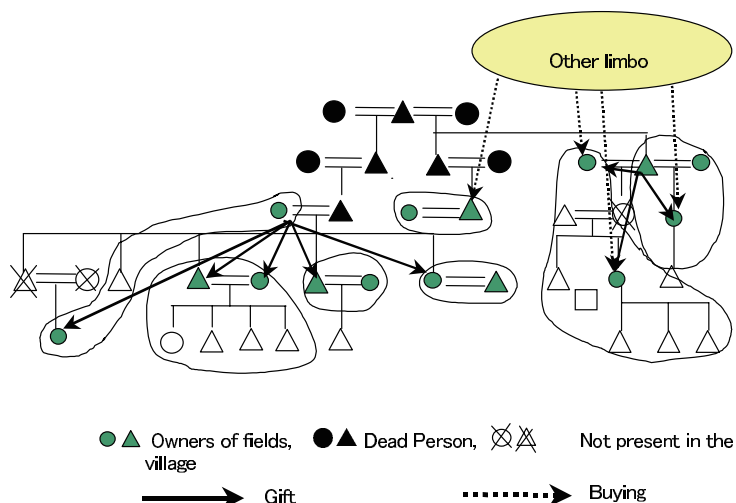 Other limbo
Owners of fields, Dead Person, Not present in the
village
Gift Buying